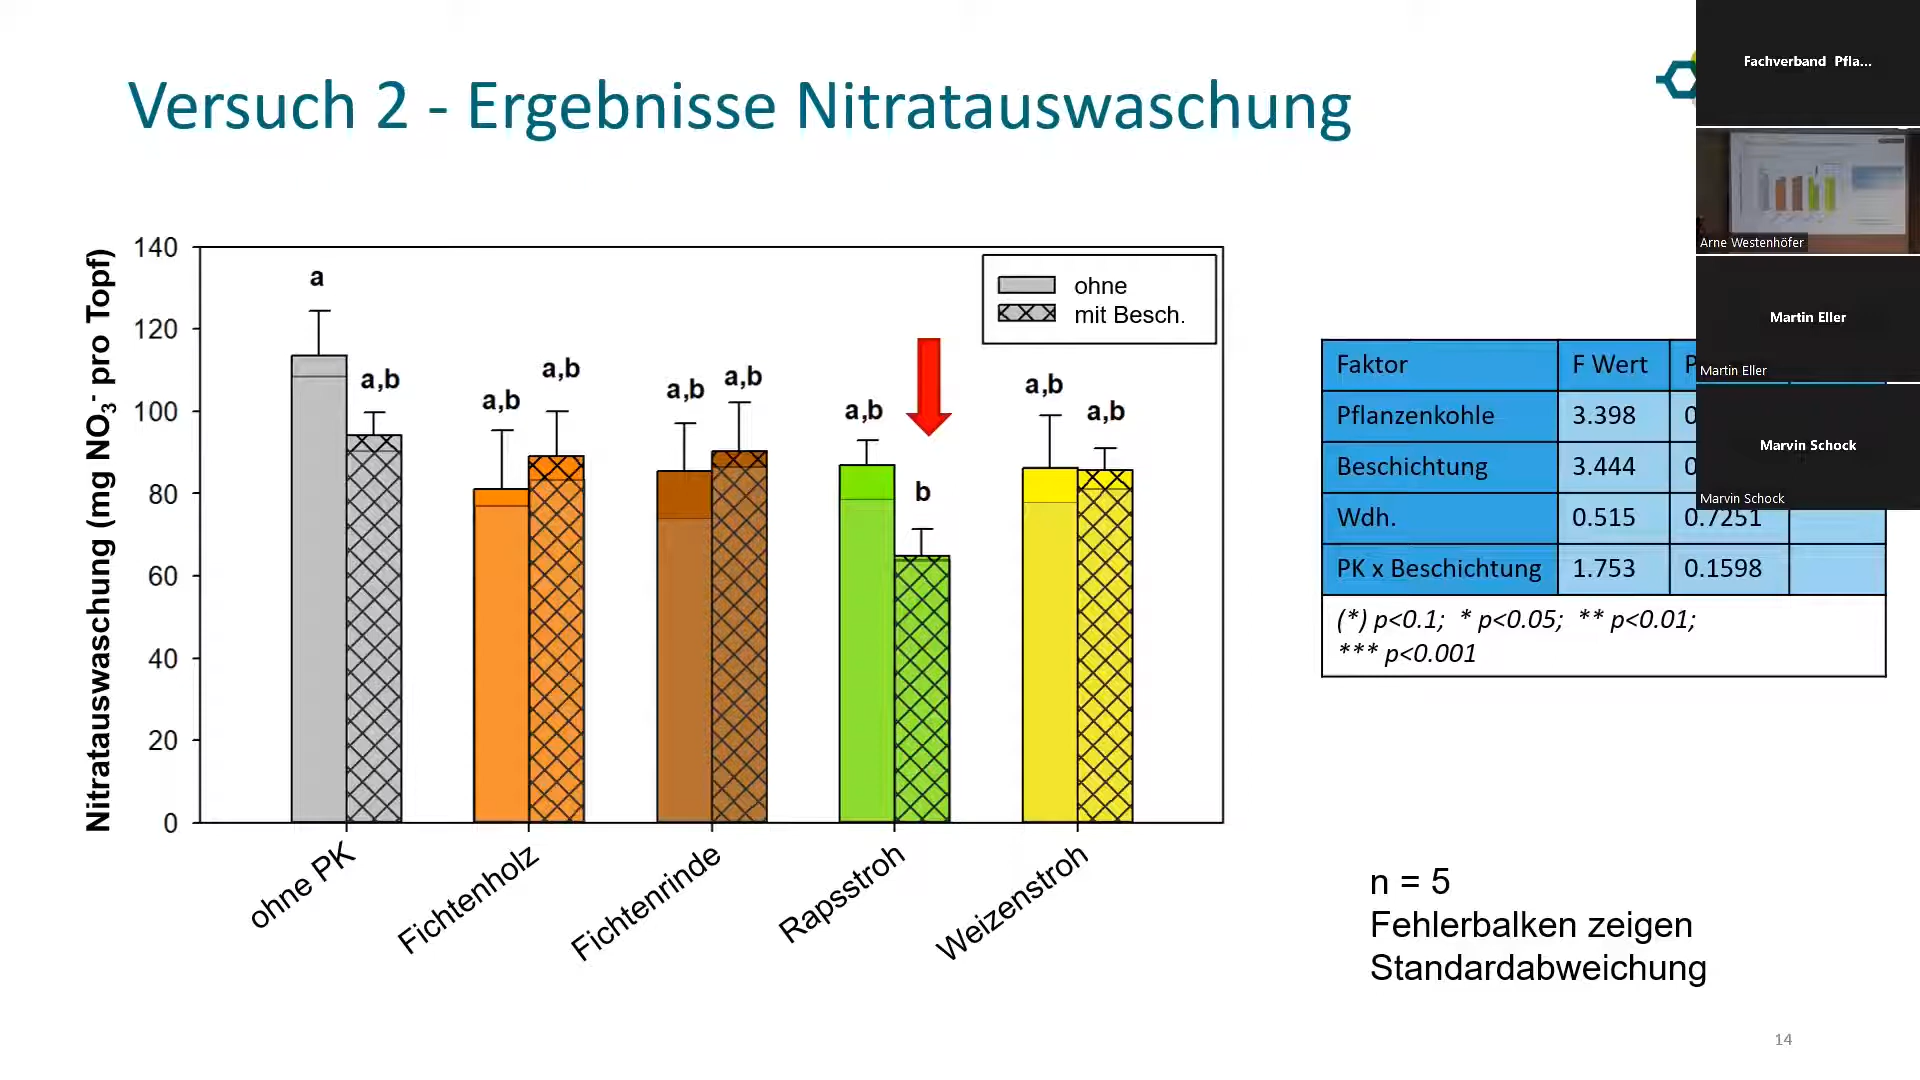 Versuch 2 - Ergebnisse Nitratauswaschung
Fachverband Pfla...
Arne Westenhöfer
Martin Eller
Martin Eller
Marvin Schock
Marvin Schock
Nitratauswaschung (mg NO3- pro Topf)
140
120
100
80
60
40
20
0
a
a,b
a,b
a,b
a,b
a,b
a,b
b
a,b
a,b
ohne
mit Besch.
ohne PK
Fichtenholz
Fichtenrinde
Rapsstroh
Weizenstroh
Faktor F Wert P
Pflanzenkohle 3.398 0
Beschichtung 3.444 0
Wdh. 0.515 0.7251
PK x Beschichtung 1.753 0.1598
(*) p<0.1; * p<0.05; ** p<0.01;
*** p<0.001
n = 5
Fehlerbalken zeigen
Standardabweichung
14